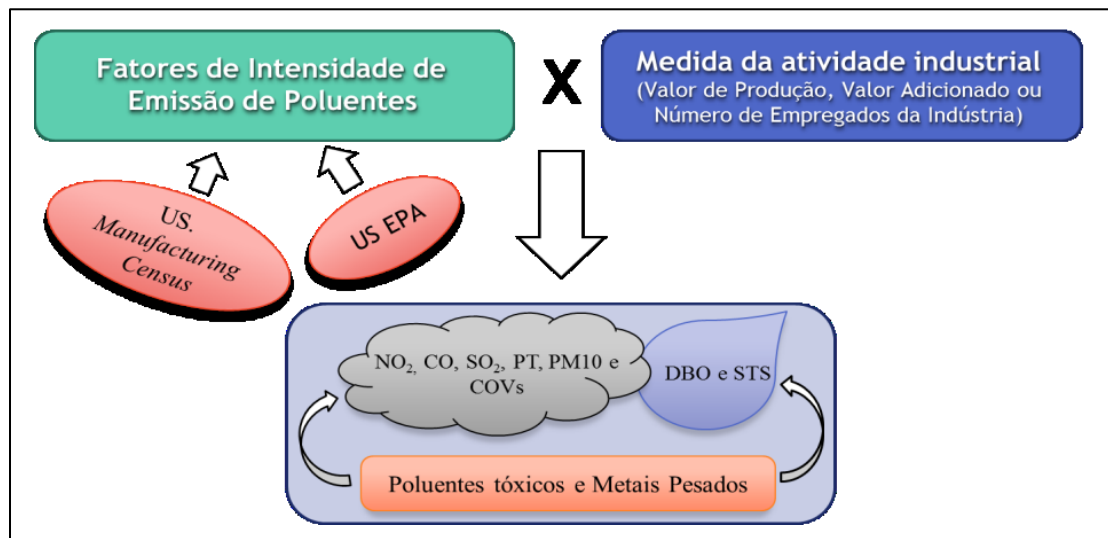 Fatores de Intensidade de
Emissão de Poluentes
X
Medida da atividade industrial
(Valor de Produção, Valor Adicionado ou
Número de Empregados da Indústria)
US.
Manufacturing
Census
US EPA
NO₂, CO, SO₂, PT, PM10 e
COVs
DBO e STS
Poluentes tóxicos e Metais Pesados